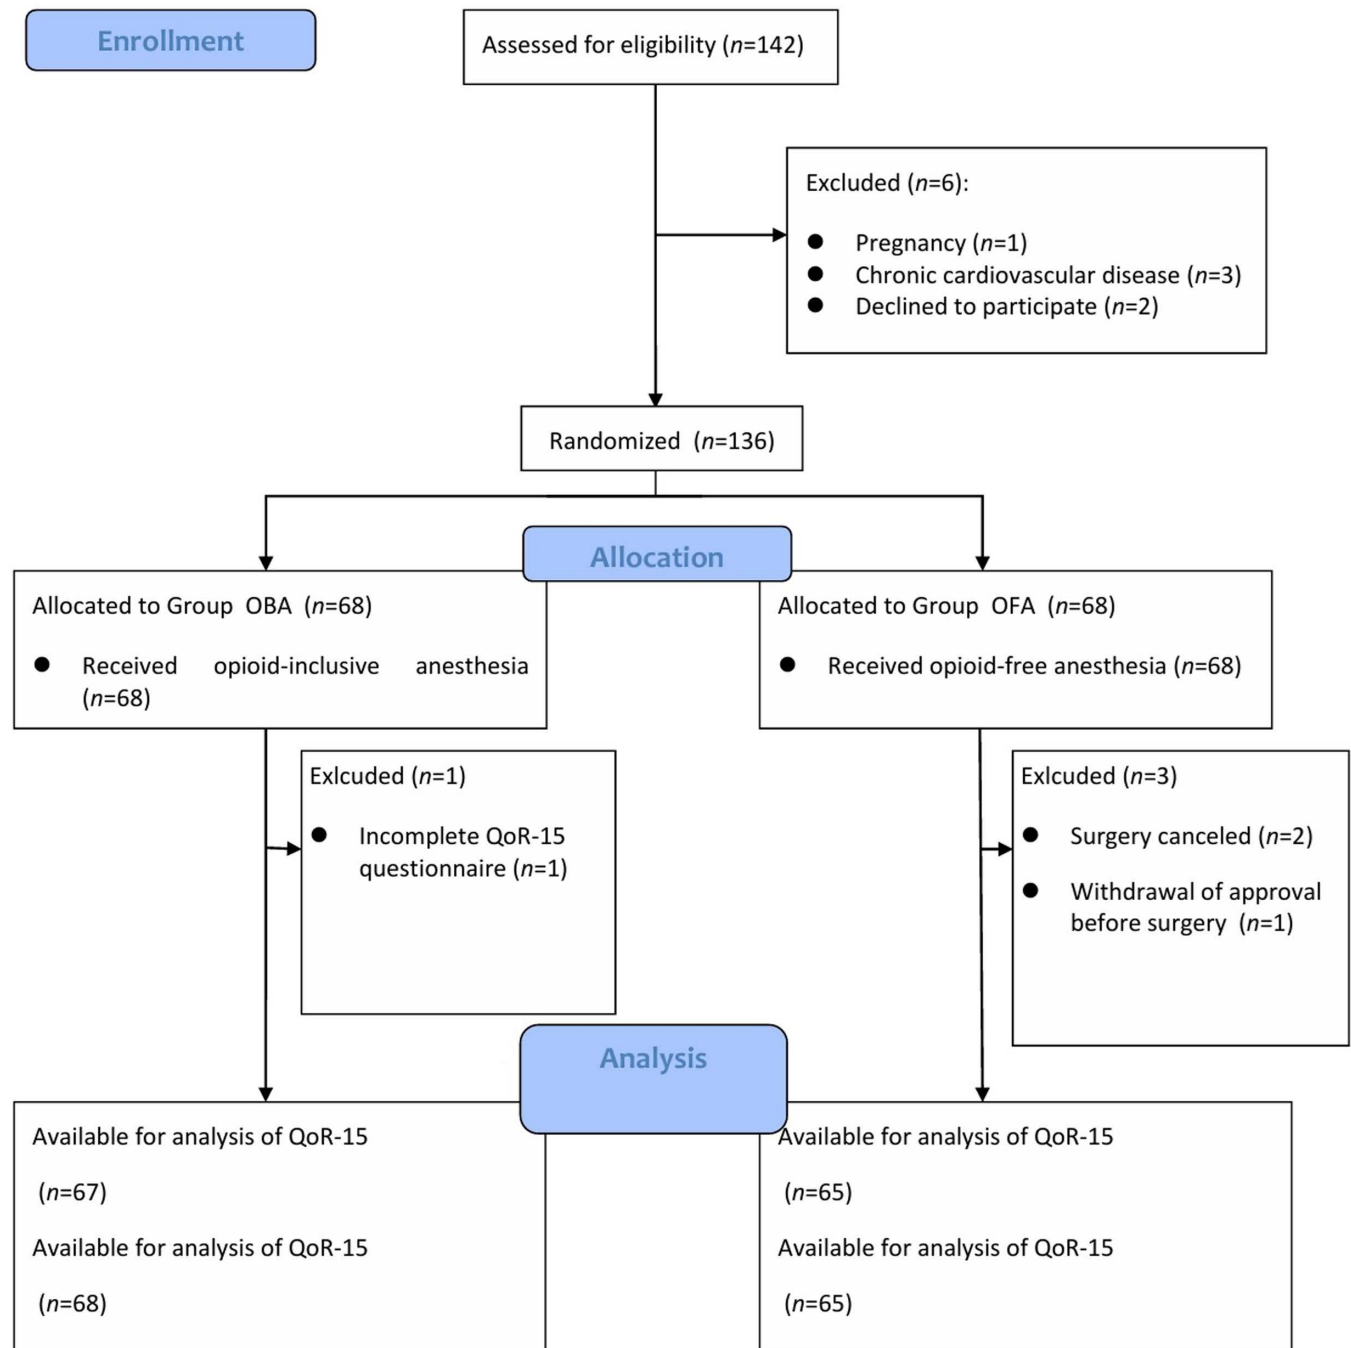 Enrollment
Assessed for eligibility (n=142)
Excluded (n=6):
● Pregnancy (n=1)
● Chronic cardiovascular disease (n=3)
● Declined to participate (n=2)
Randomized (n=136)
Allocation
Allocated to Group OBA (n=68)
● Received opioid-inclusive anesthesia
(n=68)
Allocated to Group OFA (n=68)
● Received opioid-free anesthesia (n=68)
Exlcuded (n=1)
● Incomplete QoR-15
questionnaire (n=1)
Exlcuded (n=3)
● Surgery canceled (n=2)
● Withdrawal of approval
before surgery (n=1)
Analysis
Available for analysis of QoR-15
(n=67)
Available for analysis of QoR-15
(n=68)
Available for analysis of QoR-15
(n=65)
Available for analysis of QoR-15
(n=65)